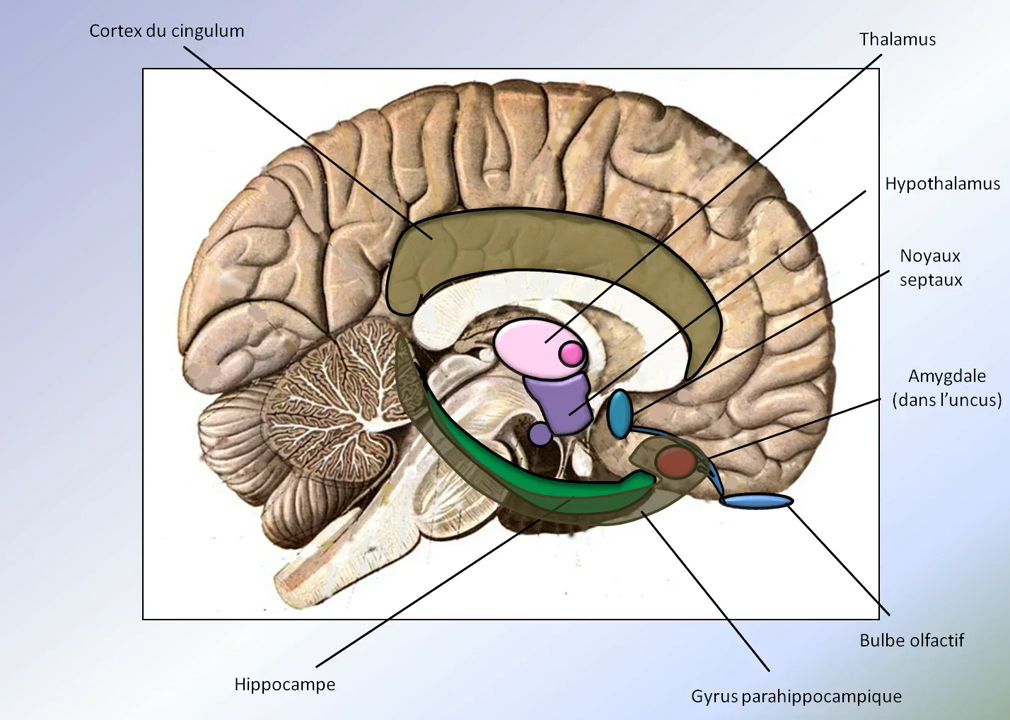 Cortex du cingulum
Thalamus
Hypothalamus
Noyaux
septaux
Amygdale
(dans l'uncus)
Bulbe olfactif
Hippocampe
Gyrus parahippocampique